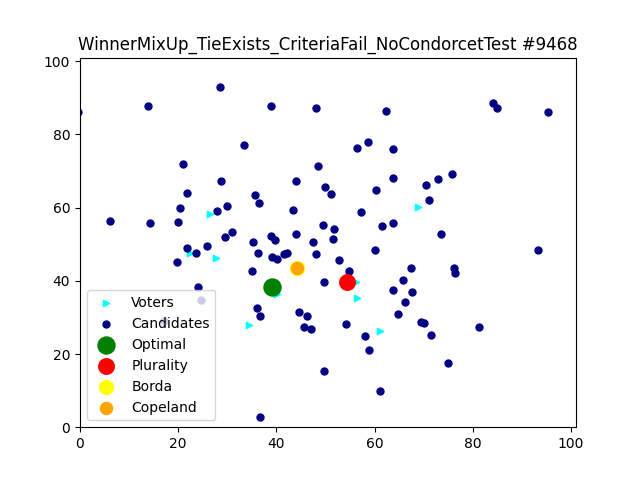 WinnerMixUp_TieExists_CriteriaFail_NoCondorcetTest #9468
100
80
60
40
20
0
Voters
Candidates
Optimal
Plurality
Borda
Copeland
0 20 40 60 80 100